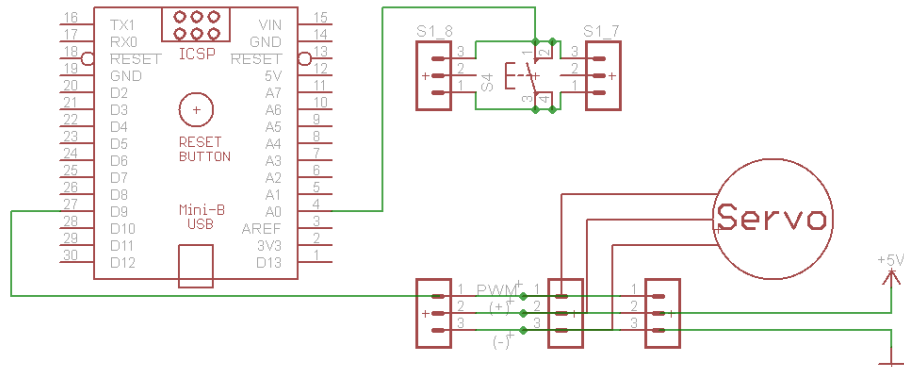 16 TX1 VIN 15
17 RX0 ICSP GND 14
18 RESET RESET 13
19 GND 5V 12
20 D2 A7 11
21 D3 A6 10
22 D4 A5 9
23 D5 RESET A4 8
24 D6 BUTTON A3 7
25 D7 A2 6
26 D8 A1 5
27 D9 Mini-B A0 4
28 D10 USB AREF 3
29 D11 3V3 2
30 D12 D13 1
S1_8
3
2
1
S4
1 2
3 4
S1_7
3
2
1
Servo
+5V
1 PWM 1 1
2 (+) 2 2
3 (-) 3 3